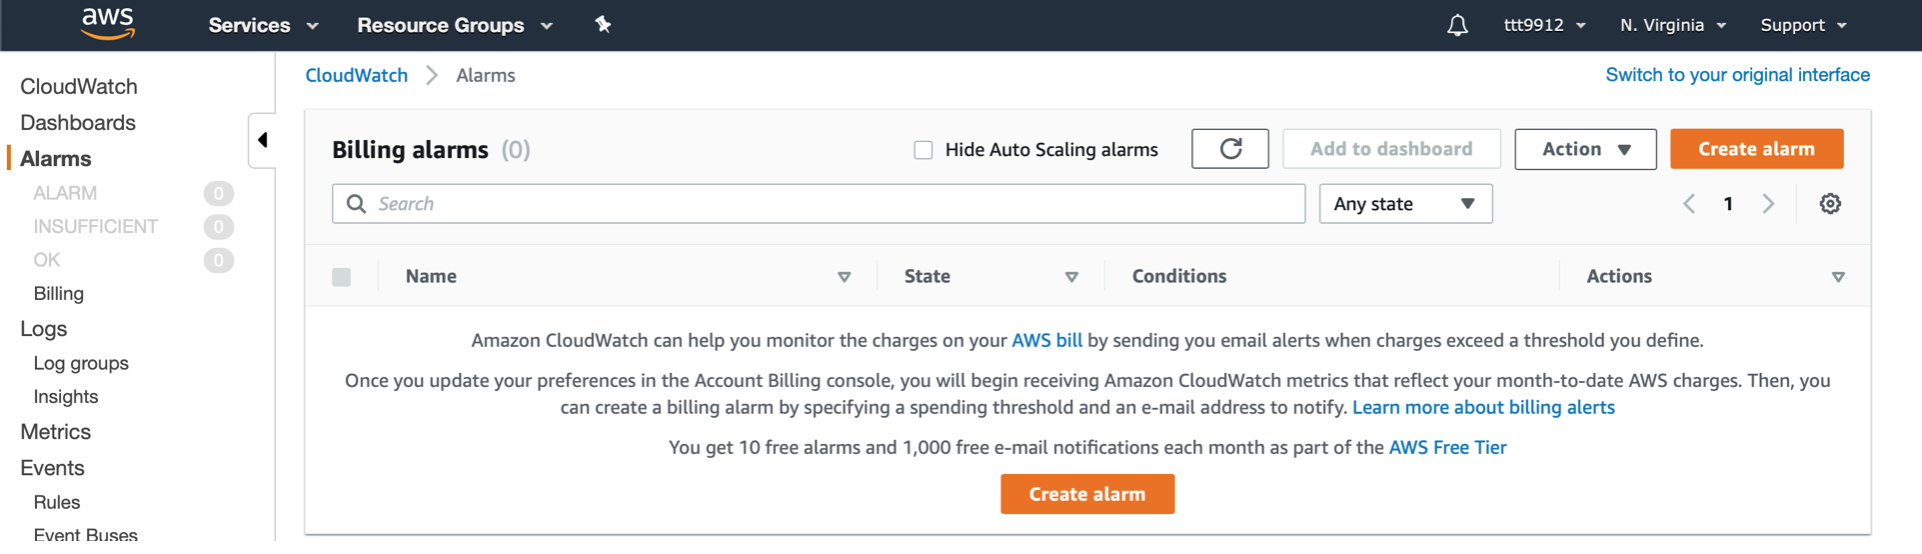 aws Services Resource Groups ttt9912 N. Virginia Support
CloudWatch
Dashboards
Alarms
ALARM 0
INSUFFICIENT 0
OK 0
Billing
Logs
Log groups
Insights
Metrics
Events
Rules
Event Buses
CloudWatch Alarms
Switch to your original interface
Billing alarms (0)
Hide Auto Scaling alarms
Add to dashboard
Action
Create alarm
Search
Any state
1
Name State Conditions Actions
Amazon CloudWatch can help you monitor the charges on your AWS bill by sending you email alerts when charges exceed a threshold you define.
Once you update your preferences in the Account Billing console, you will begin receiving Amazon CloudWatch metrics that reflect your month-to-date AWS charges. Then, you
can create a billing alarm by specifying a spending threshold and an e-mail address to notify. Learn more about billing alerts
You get 10 free alarms and 1,000 free e-mail notifications each month as part of the AWS Free Tier
Create alarm